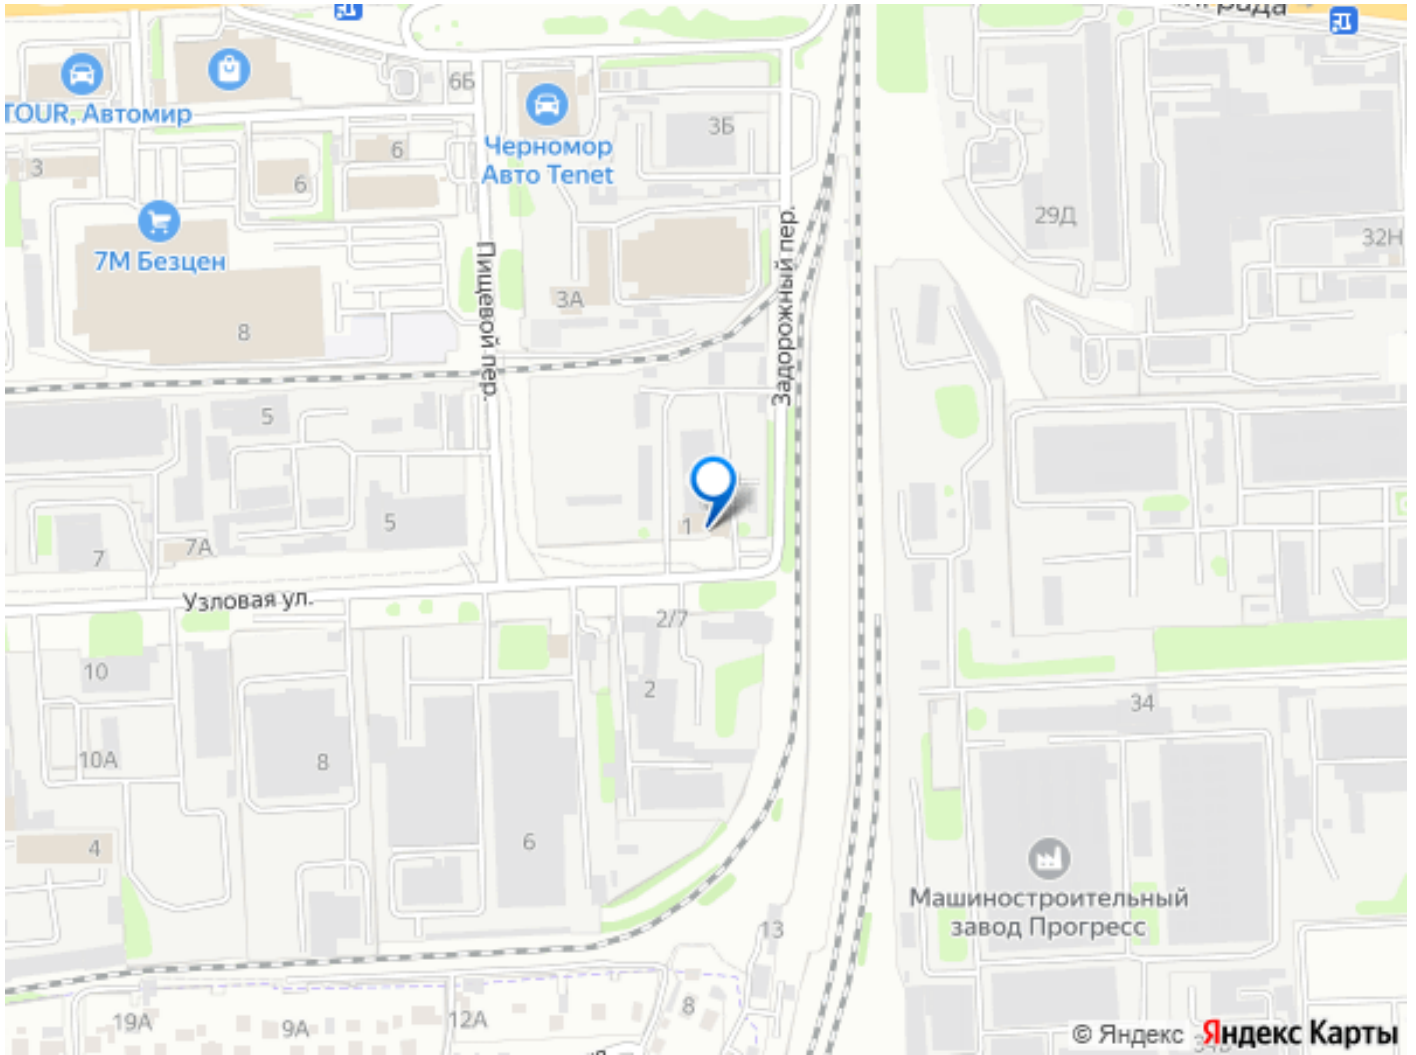 6Б
TOUR, Автомир
3Б
Черномор
Авто Tenet
6
3
6
29Д
32Н
7М Безцен
Пищевой пер.
Задорожный пер.
3А
8
5
5
1
7А
7
Узловая ул.
2/7
10
2
34
10А
8
6
4
Машиностроительный
завод Прогресс
13
8
19А
9А
12А
© Яндекс Яндекс Карты